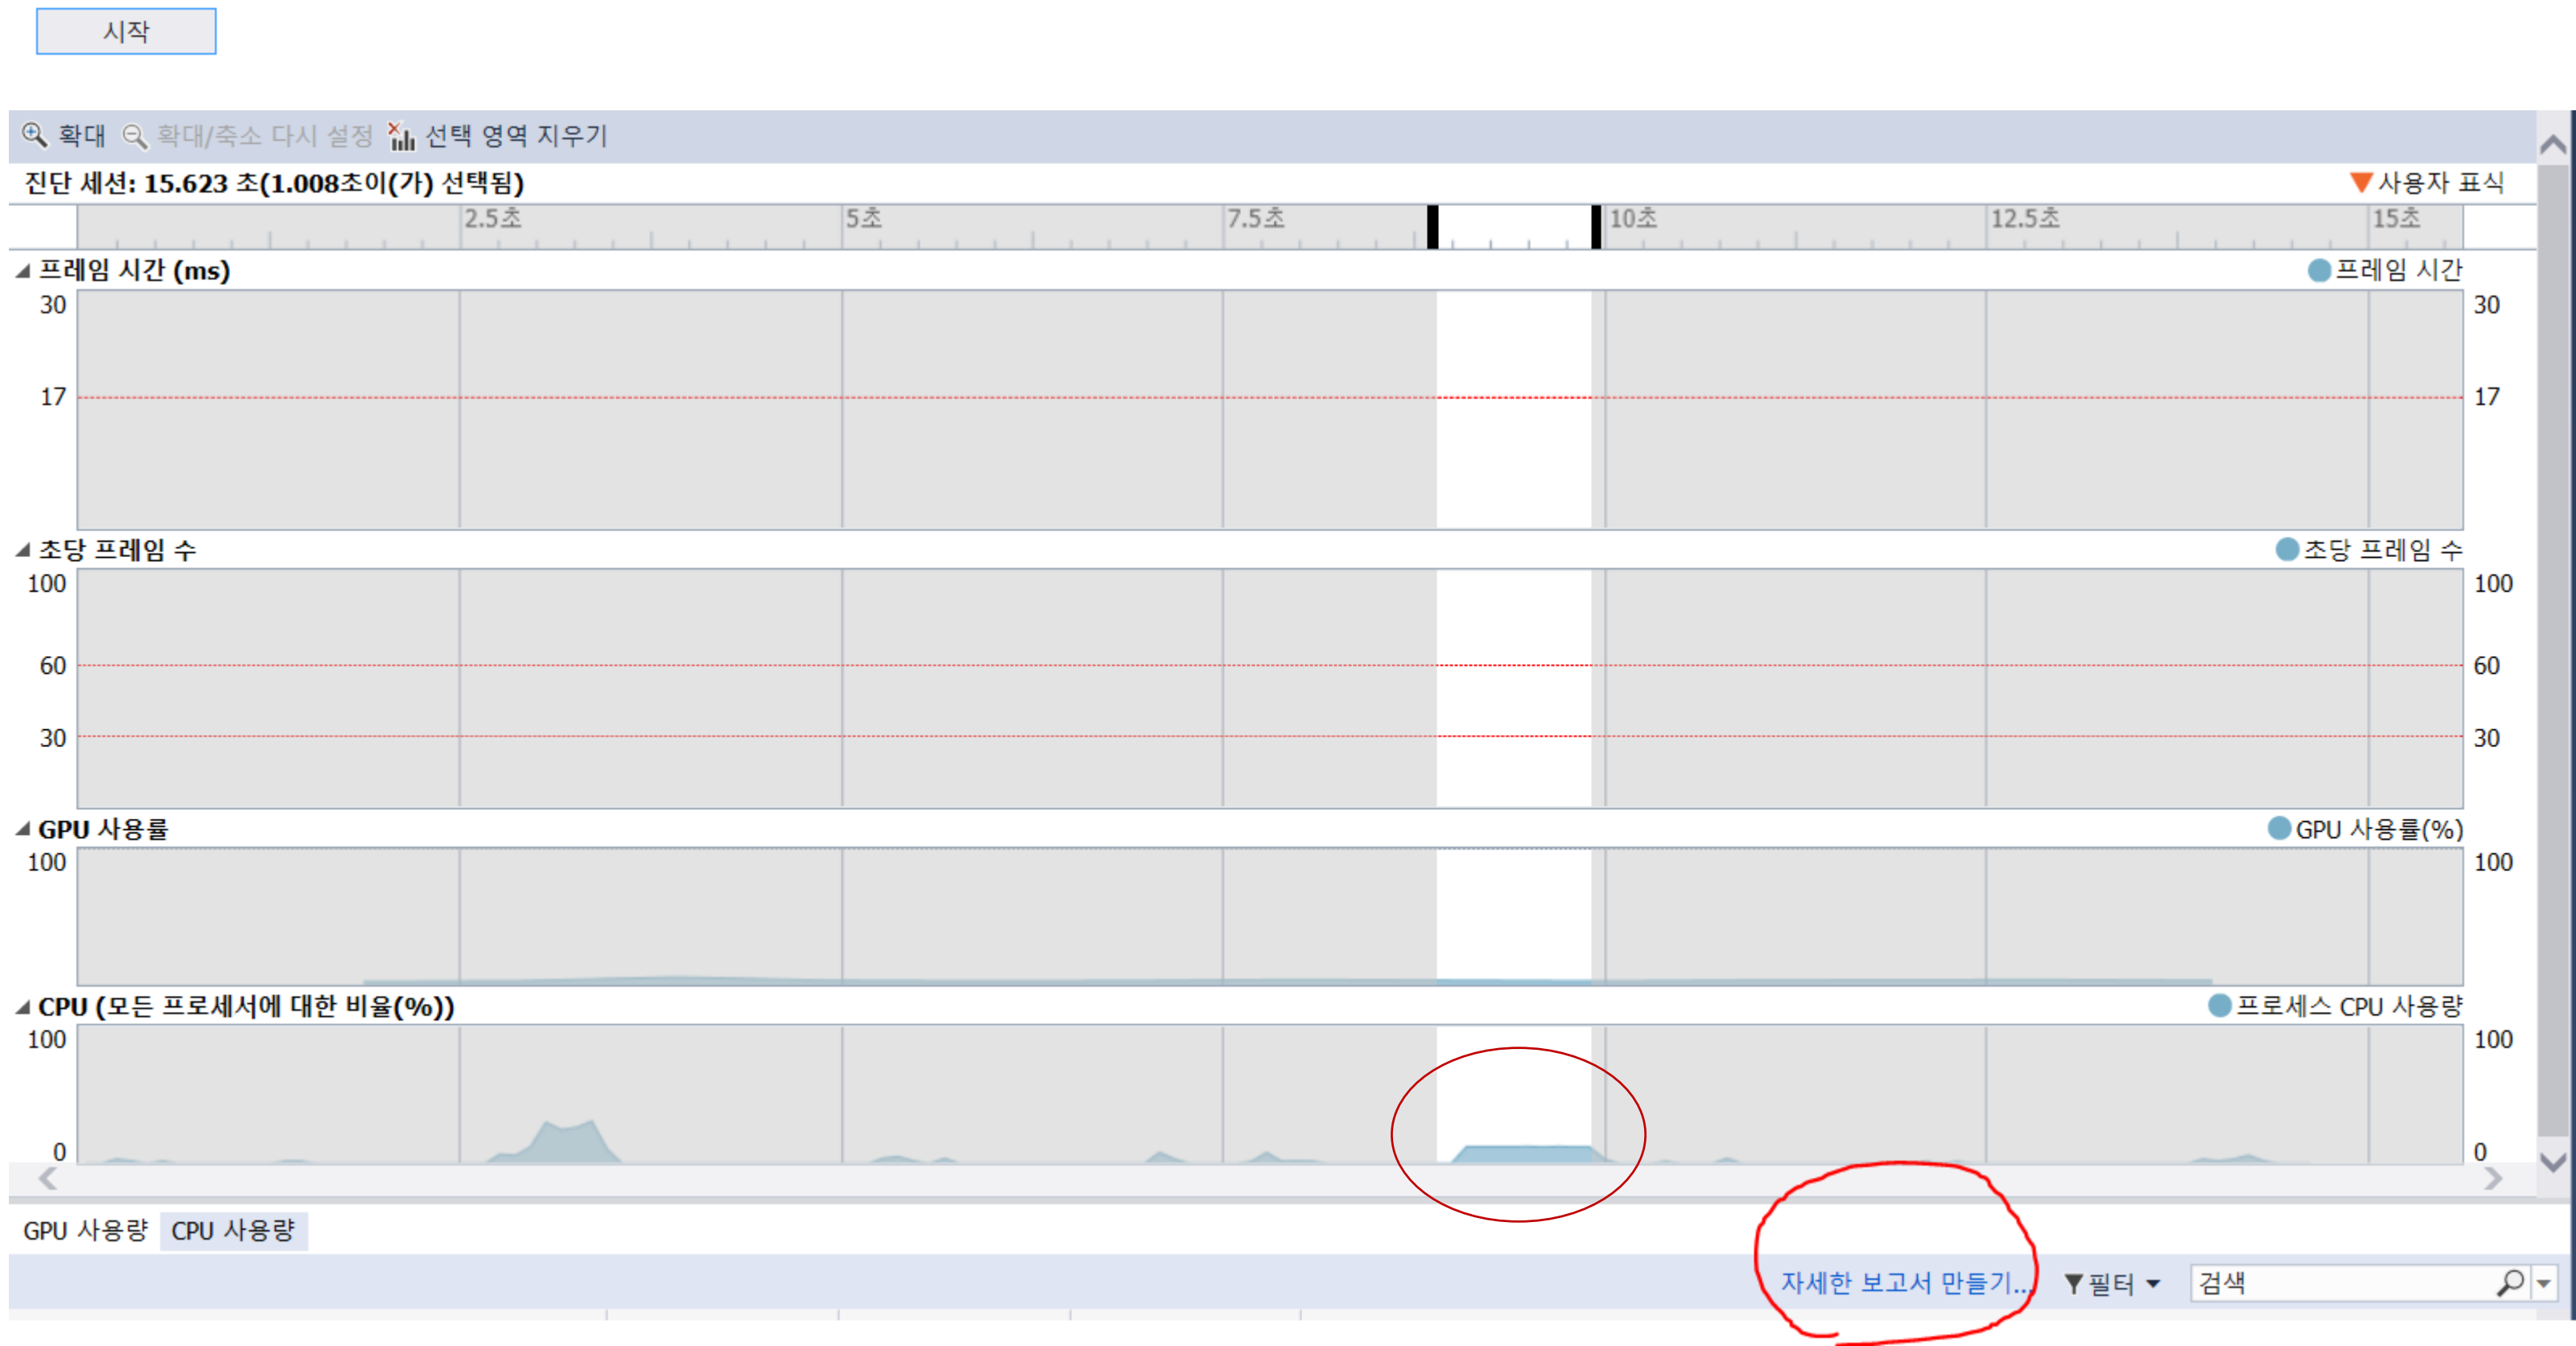 시작
확대 확대/축소 다시 설정 선택 영역 지우기
진단 세션: 15.623 초(1.008초이(가) 선택됨) 사용자 표식
2.5초 5초 7.5초 10초 12.5초 15초
프레임 시간 (ms) 프레임 시간
30 30
17 17
초당 프레임 수 초당 프레임 수
100 100
60 60
30 30
GPU 사용률 GPU 사용률(%)
100 100
CPU (모든 프로세서에 대한 비율(%)) 프로세스 CPU 사용량
100 100
0 0
GPU 사용량 CPU 사용량
자세한 보고서 만들기... 필터 검색